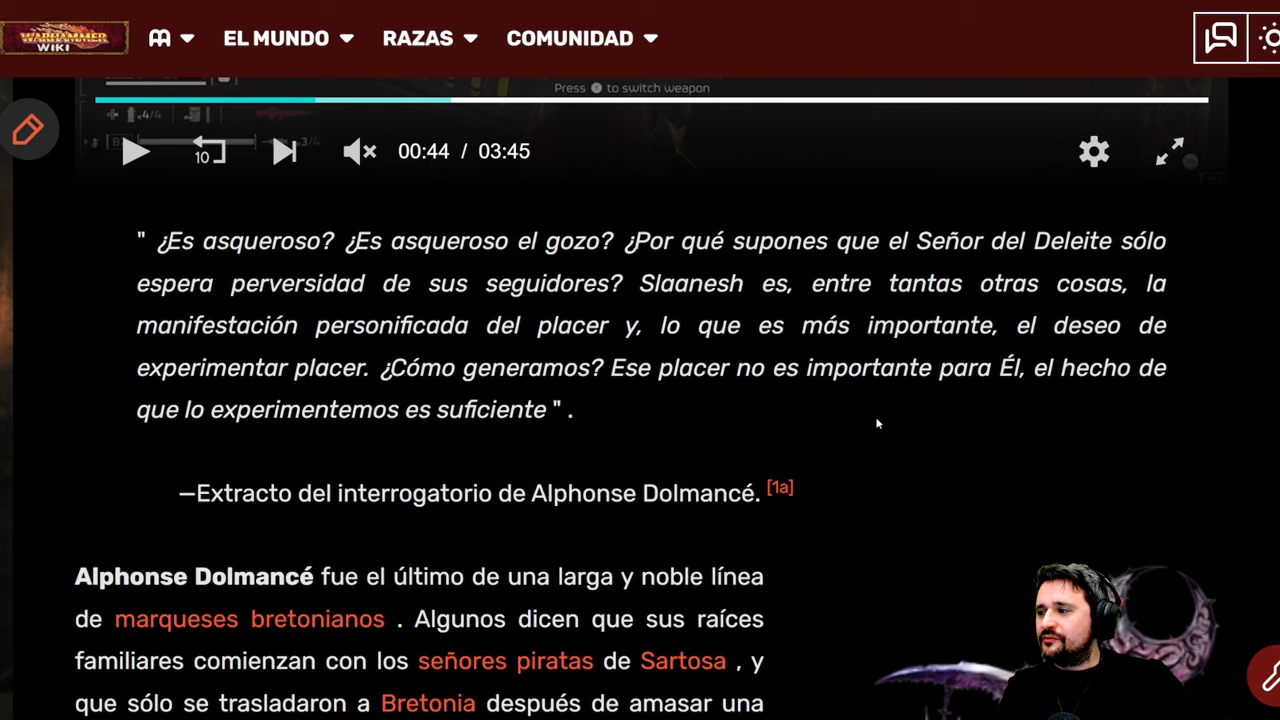 WARHAMMER
WIKI
EL MUNDO
RAZAS
COMUNIDAD
Press to switch weapon
x4/4
x3/4
10
00:44 / 03:45
" ¿Es asqueroso? ¿Es asqueroso el gozo? ¿Por qué supones que el Señor del Deleite sólo
espera perversidad de sus seguidores? Slaanesh es, entre tantas otras cosas, la
manifestación personificada del placer y, lo que es más importante, el deseo de
experimentar placer. ¿Cómo generamos? Ese placer no es importante para Él, el hecho de
que lo experimentemos es suficiente " .
—Extracto del interrogatorio de Alphonse Dolmancé. [1a]
Alphonse Dolmancé fue el último de una larga y noble línea
de marqueses bretonianos . Algunos dicen que sus raíces
familiares comienzan con los señores piratas de Sartosa , y
que sólo se trasladaron a Bretonia después de amasar una